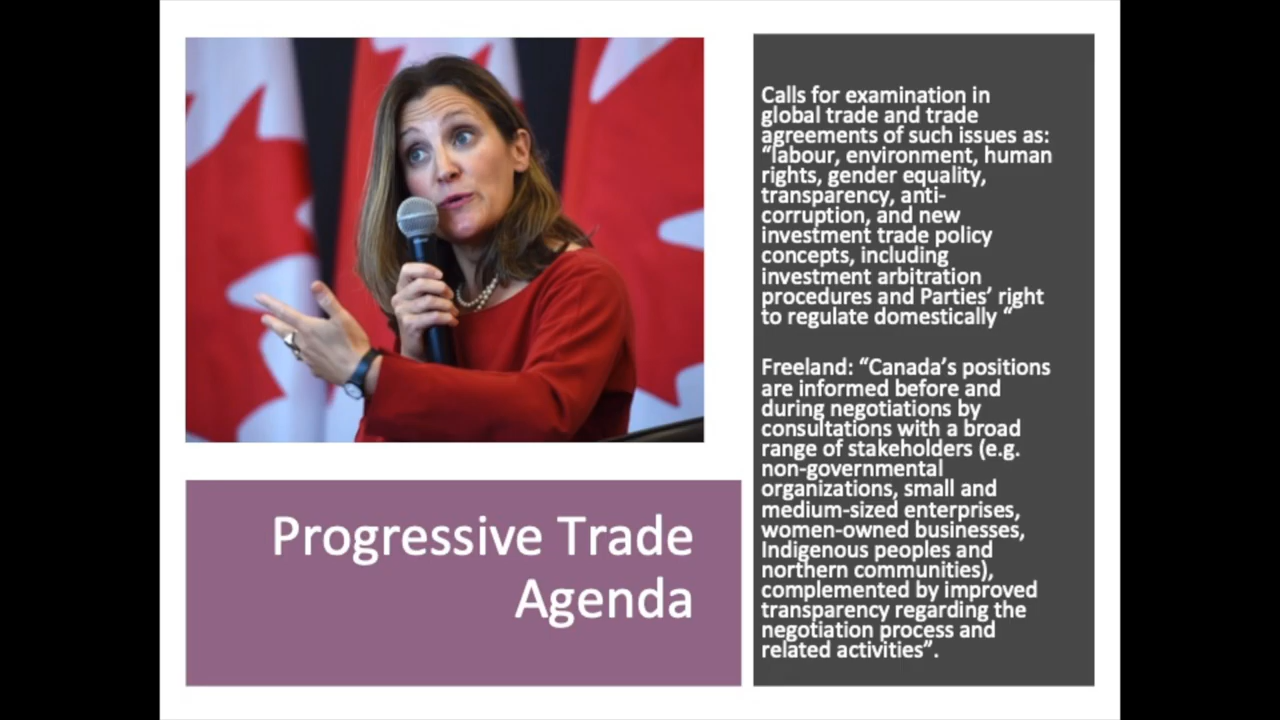 Progressive Trade
Agenda
Calls for examination in
global trade and trade
agreements of such issues as:
“labour, environment, human
rights, gender equality,
transparency, anti-
corruption, and new
investment trade policy
concepts, including
investment arbitration
procedures and Parties’ right
to regulate domestically “
Freeland: “Canada’s positions
are informed before and
during negotiations by
consultations with a broad
range of stakeholders (e.g.
non-governmental
organizations, small and
medium-sized enterprises,
women-owned businesses,
Indigenous peoples and
northern communities),
complemented by improved
transparency regarding the
negotiation process and
related activities”.